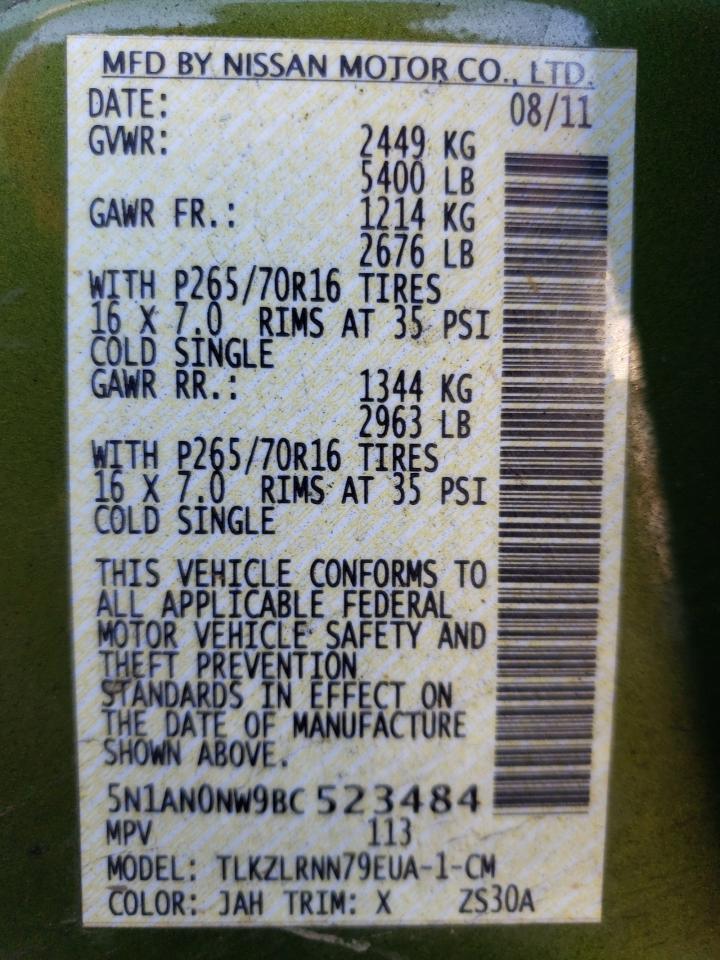 MFD BY NISSAN MOTOR CO., LTD.
DATE: 08/11
GVWR: 2449 KG
5400 LB
GAWR FR.: 1214 KG
2676 LB
WITH P265/70R16 TIRES
16 X 7.0 RIMS AT 35 PSI
COLD SINGLE
GAWR RR.: 1344 KG
2963 LB
WITH P265/70R16 TIRES
16 X 7.0 RIMS AT 35 PSI
COLD SINGLE
THIS VEHICLE CONFORMS TO
ALL APPLICABLE FEDERAL
MOTOR VEHICLE SAFETY AND
THEFT PREVENTION
STANDARDS IN EFFECT ON
THE DATE OF MANUFACTURE
SHOWN ABOVE.
5N1AN0NW9BC523484
MPV 113
MODEL: TLKZLRNN79EUA-1-CM
COLOR: JAH TRIM: X ZS30A